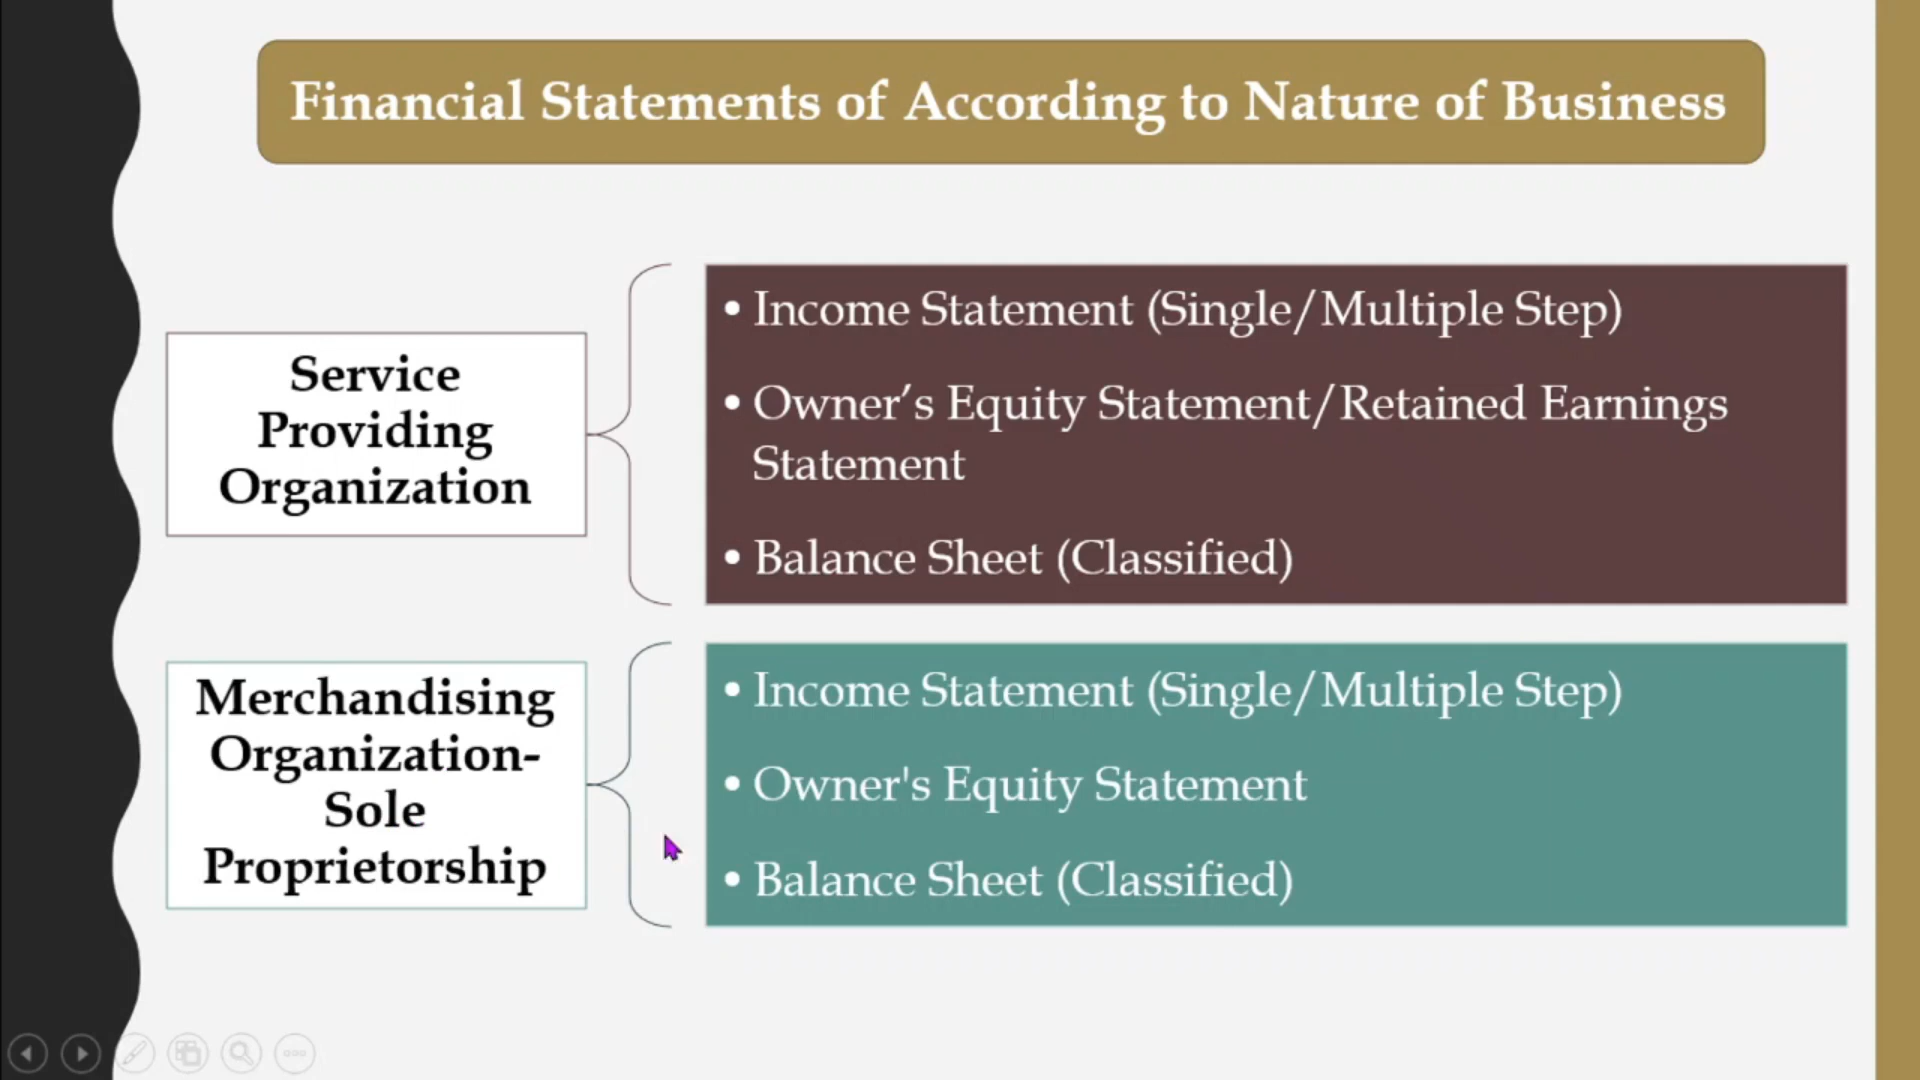 Financial Statements of According to Nature of Business
Service
Providing
Organization
• Income Statement (Single/Multiple Step)
• Owner’s Equity Statement/Retained Earnings
Statement
• Balance Sheet (Classified)
Merchandising
Organization-
Sole
Proprietorship
• Income Statement (Single/Multiple Step)
• Owner's Equity Statement
• Balance Sheet (Classified)